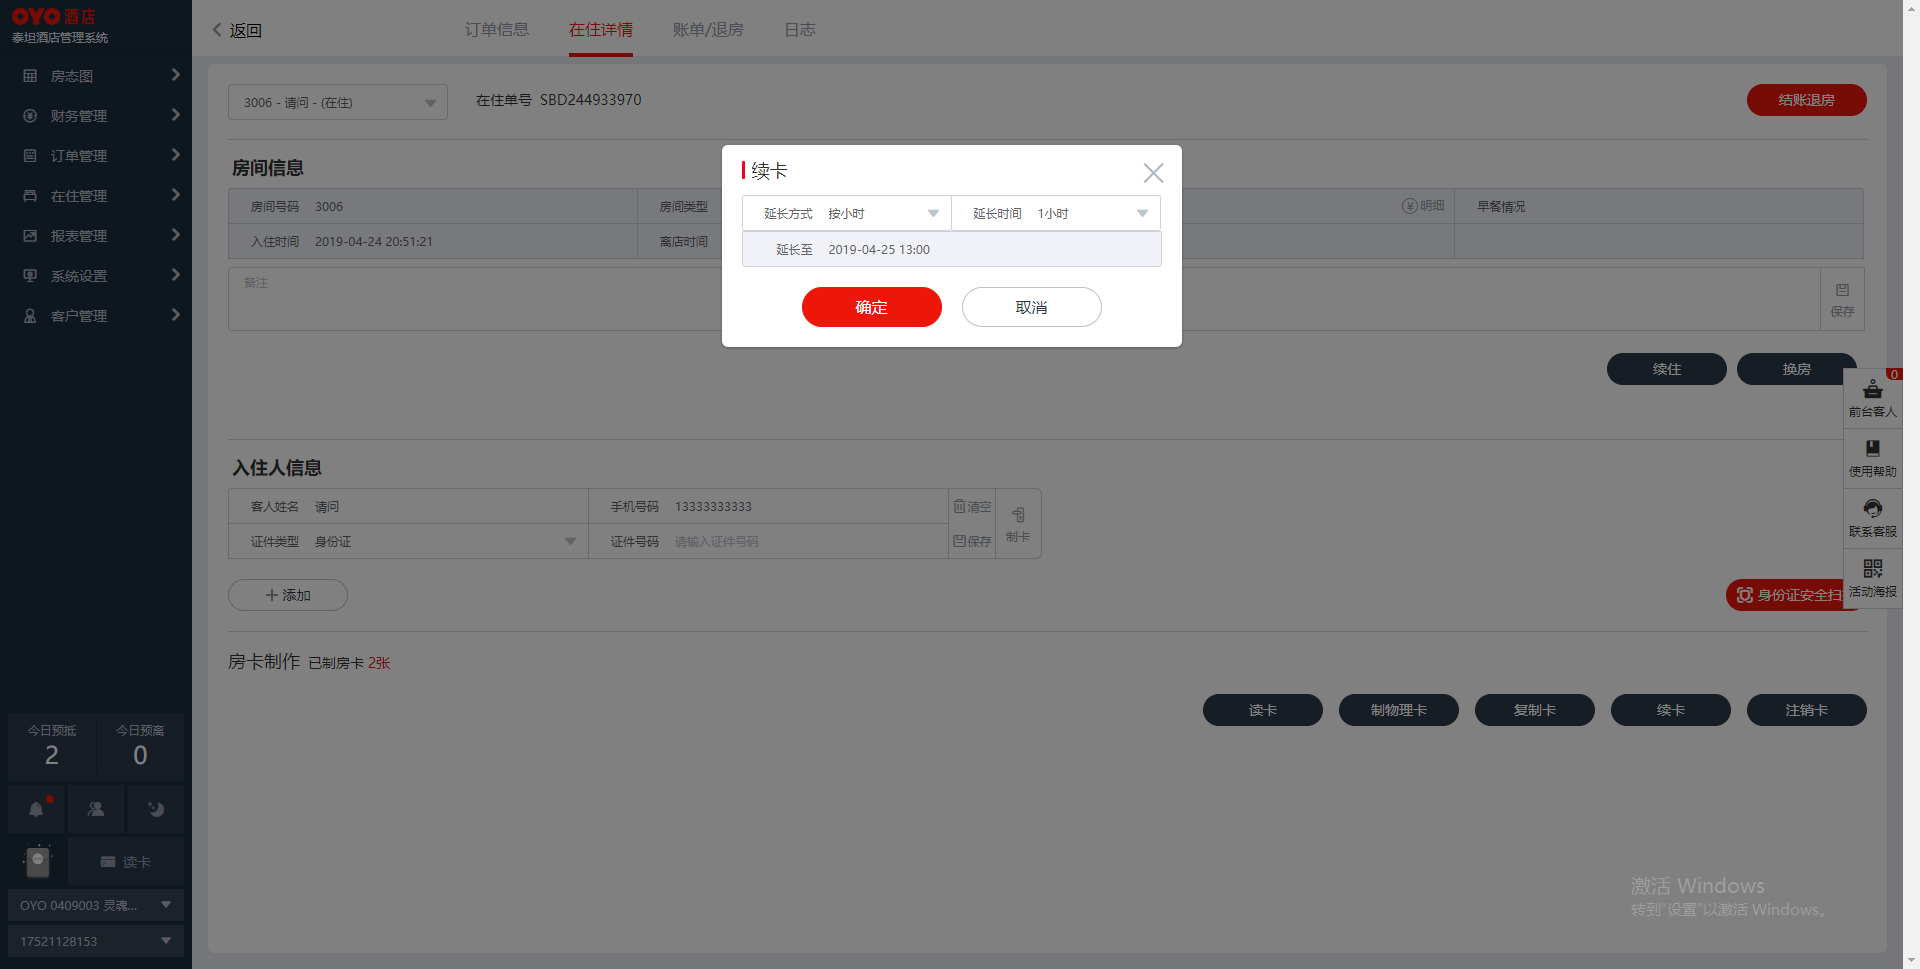 OYO 酒店
泰坦酒店管理系统
房态图
财务管理
订单管理
在住管理
报表管理
系统设置
客户管理
今日预抵
2
今日预离
0
读卡
OYO 0409003 灵魂...
17521128153
返回
订单信息
在住详情
账单/退房
日志
3006 - 请问 - (在住)
在住单号 SBD244933970
结账退房
房间信息
房间号码 3006
房间类型
明细
早餐情况
入住时间 2019-04-24 20:51:21
离店时间
备注
保存
续住
换房
续卡
延长方式 按小时
延长时间 1小时
延长至 2019-04-25 13:00
确定
取消
入住人信息
客人姓名 请问
手机号码 13333333333
清空
证件类型 身份证
证件号码 请输入证件号码
保存
制卡
添加
身份证安全扫
0
前台客人
使用帮助
联系客服
活动海报
房卡制作 已制房卡 2张
读卡
制物理卡
复制卡
续卡
注销卡
激活 Windows
转到“设置”以激活 Windows。